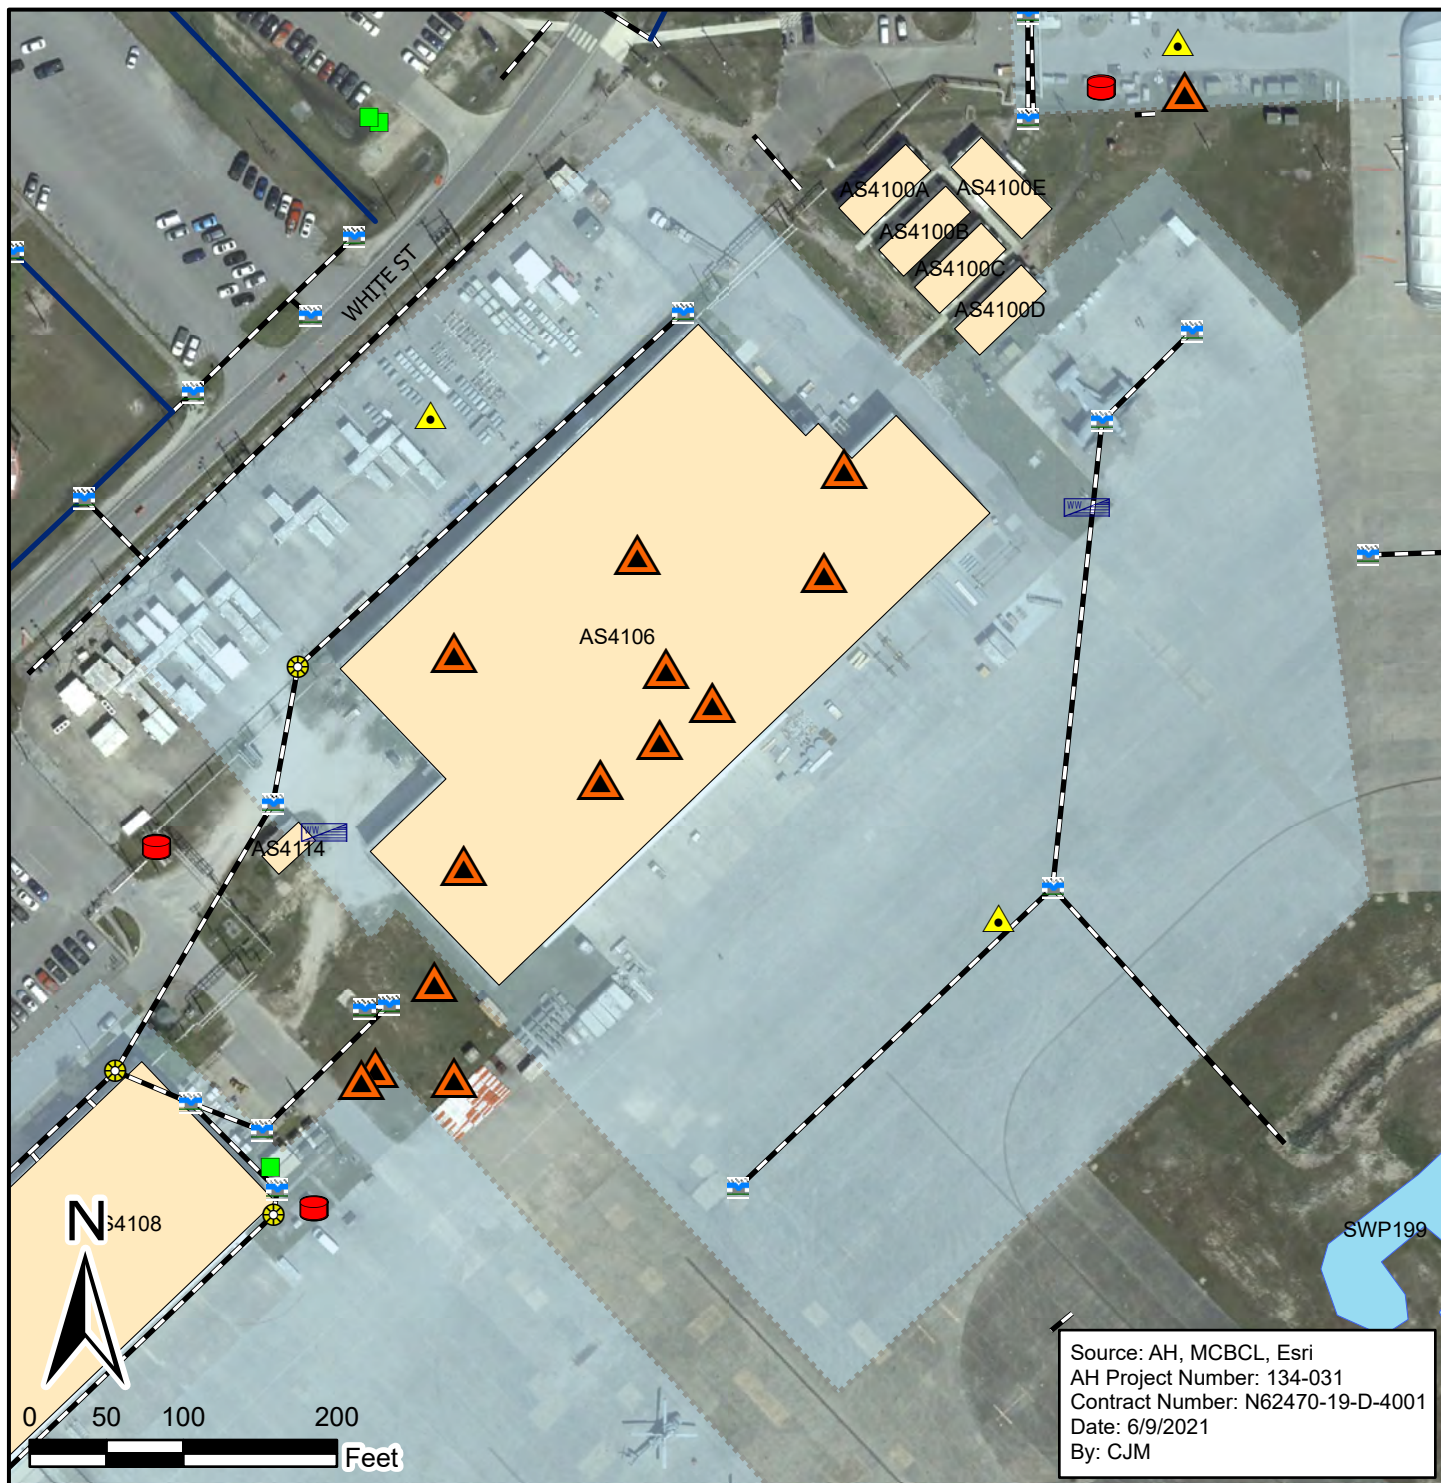 AS4100A
AS4100E
AS4100B
AS4100C
AS4100D
WHITE ST
WW
AS4106
WW
AS4114
S4108
N
SWP199
0 50 100 200
Feet
Source: AH, MCBCL, Esri
AH Project Number: 134-031
Contract Number: N62470-19-D-4001
Date: 6/9/2021
By: CJM